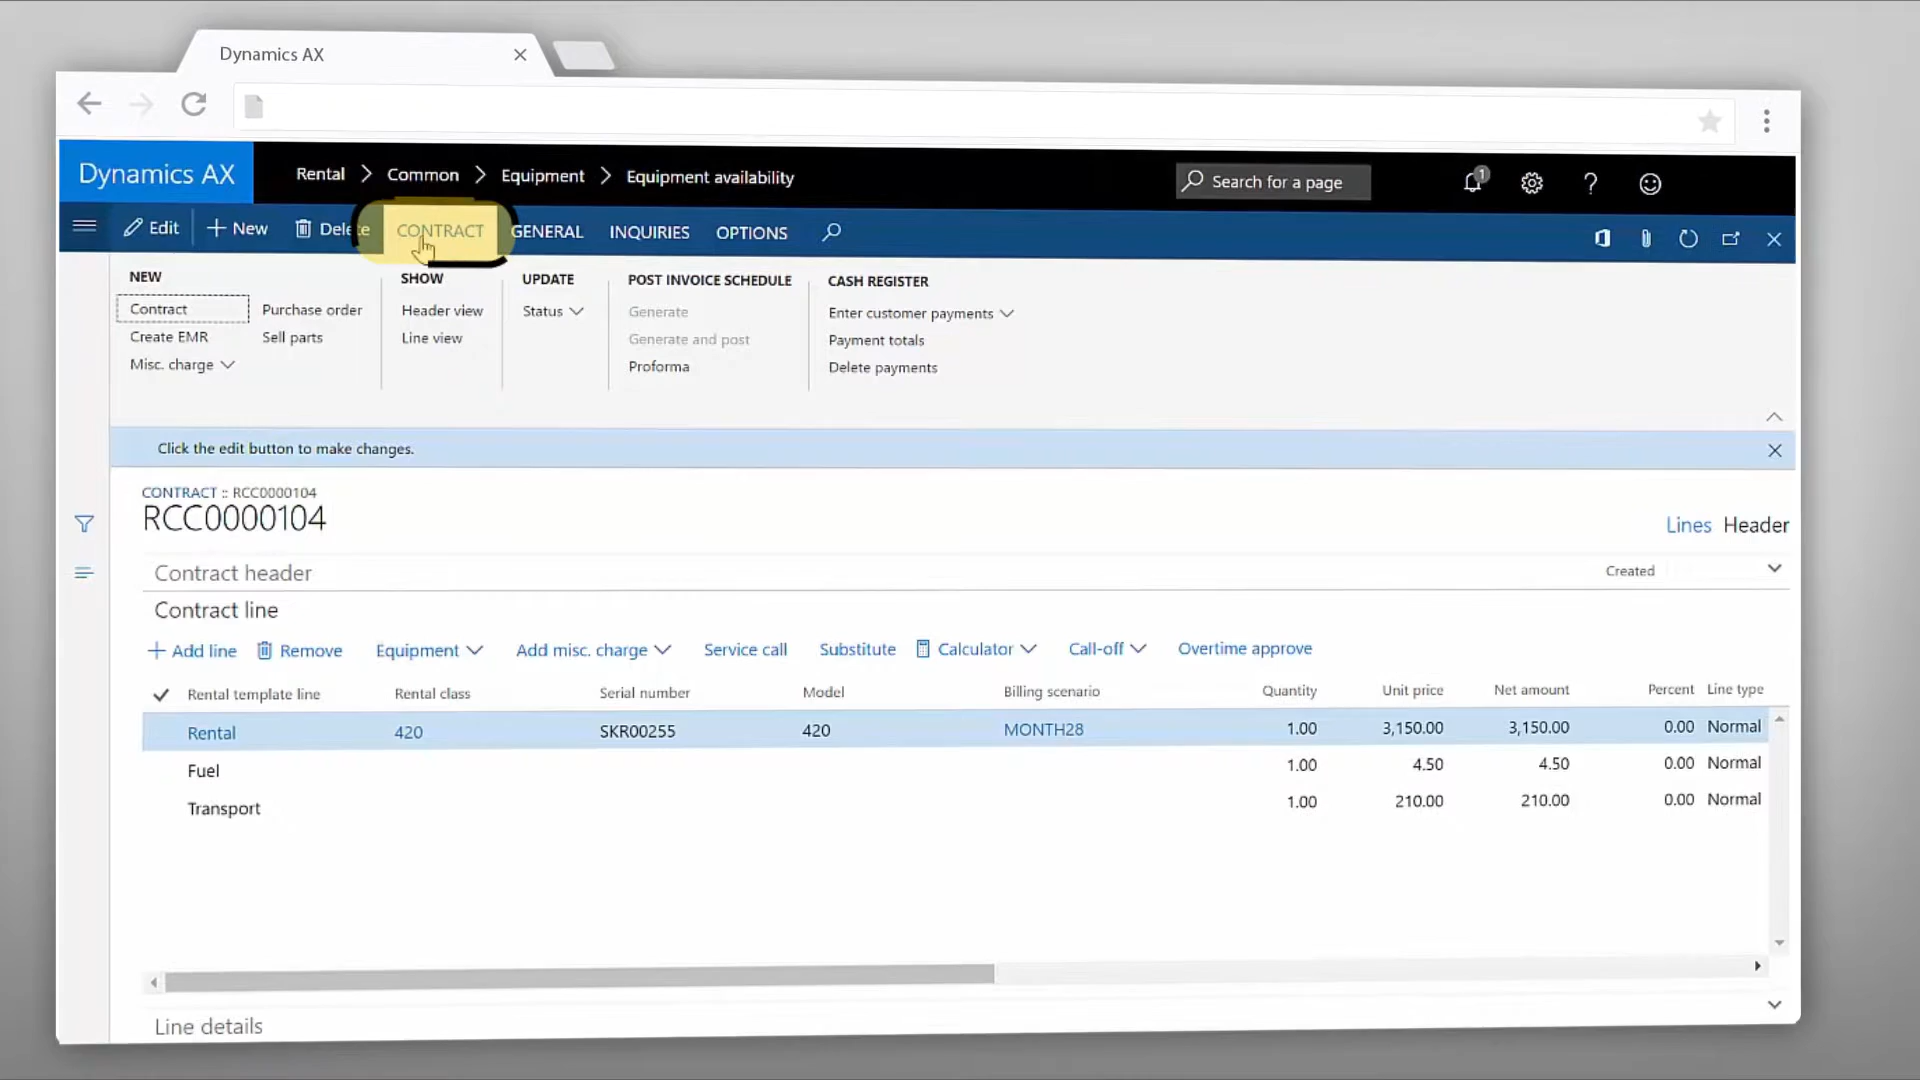 Dynamics AX
Dynamics AX Rental Common Equipment Equipment availability Search for a page 1
Edit New Delete CONTRACT GENERAL INQUIRIES OPTIONS
NEW SHOW UPDATE POST INVOICE SCHEDULE CASH REGISTER
Contract Purchase order Header view Status Generate Enter customer payments
Create EMR Sell parts Line view Generate and post Payment totals
Misc. charge Proforma Delete payments
Click the edit button to make changes.
CONTRACT :: RCC0000104
RCC0000104
Lines Header
Contract header Created
Contract line
Add line Remove Equipment Add misc. charge Service call Substitute Calculator Call-off Overtime approve
Rental template line Rental class Serial number Model Billing scenario Quantity Unit price Net amount Percent Line type
Rental 420 SKR00255 420 MONTH28 1.00 3,150.00 3,150.00 0.00 Normal
Fuel 1.00 4.50 4.50 0.00 Normal
Transport 1.00 210.00 210.00 0.00 Normal
Line details